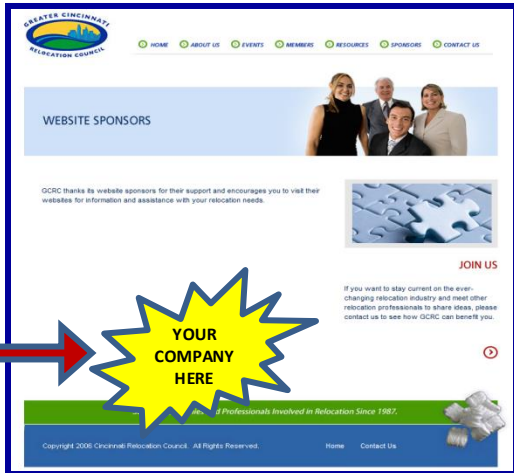 GREATER CINCINNATI
RELOCATION COUNCIL
HOME ABOUT US EVENTS MEMBERS RESOURCES SPONSORS CONTACT US
WEBSITE SPONSORS
GCRC thanks its website sponsors for their support and encourages you to visit their
websites for information and assistance with your relocation needs.
JOIN US
If you want to stay current on the ever-
changing relocation industry and meet other
relocation professionals to share ideas, please
contact us to see how GCRC can benefit you.
YOUR
COMPANY
HERE
Professionals Involved in Relocation Since 1987.
Copyright 2006 Cincinnati Relocation Council. All Rights Reserved. Home Contact Us